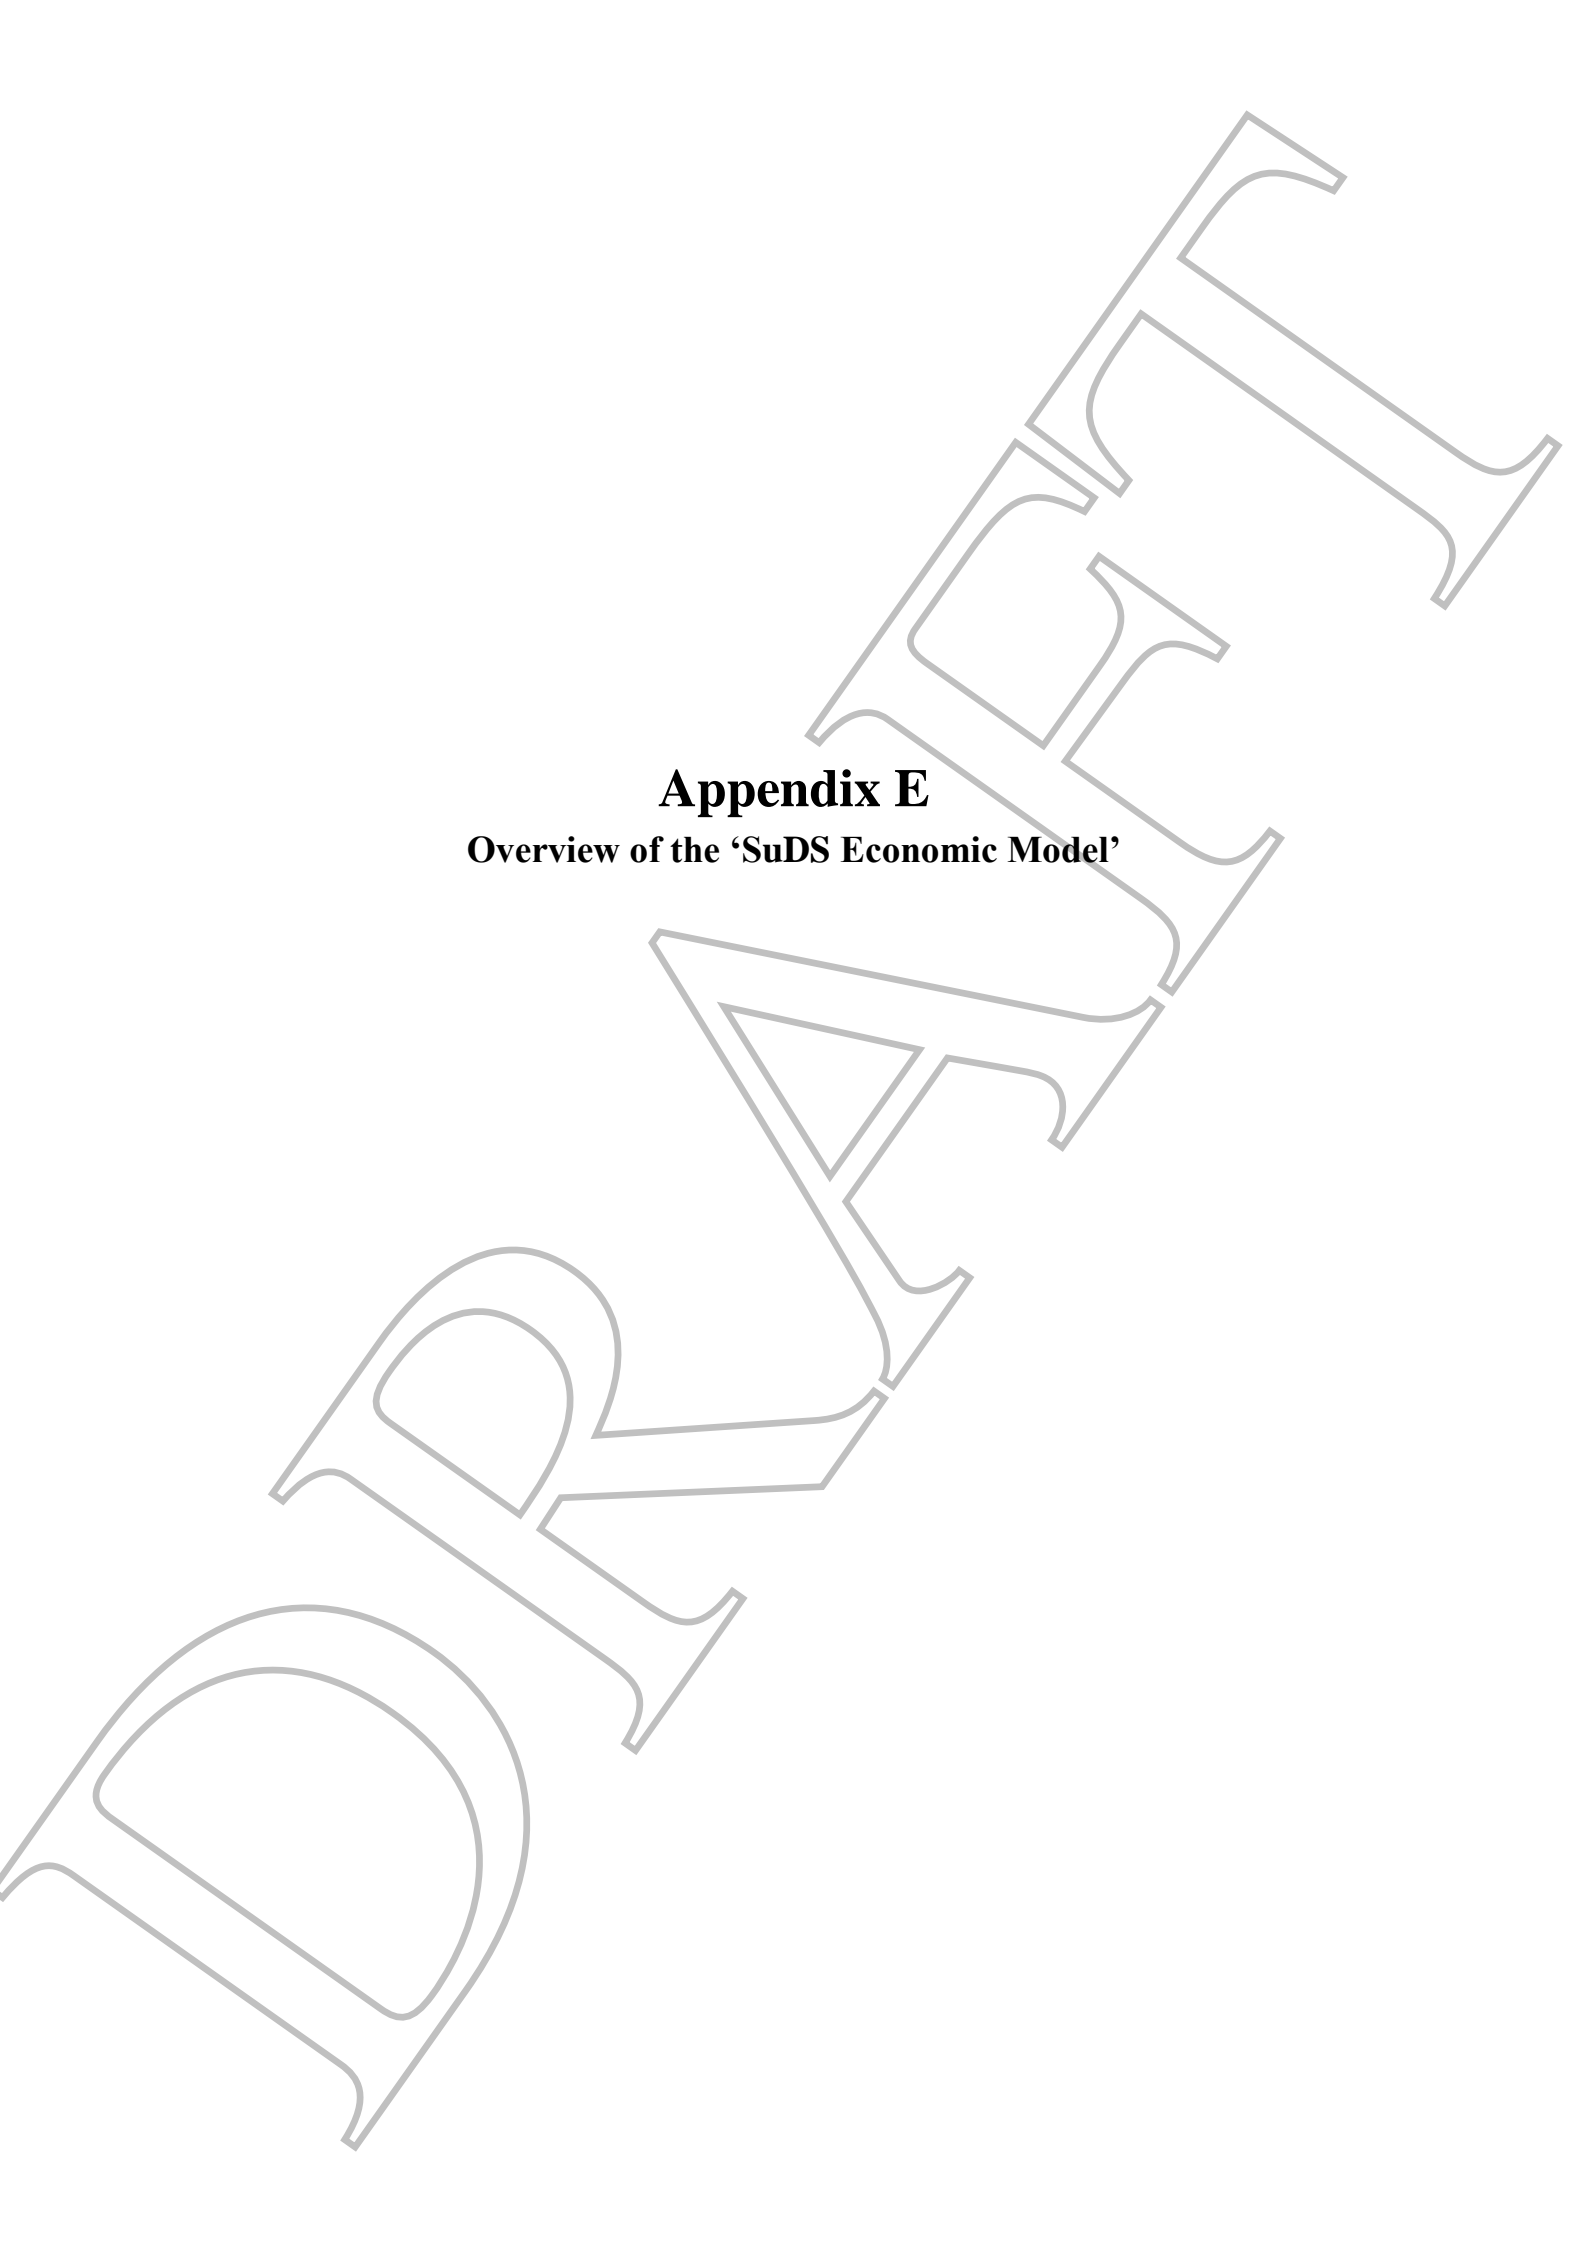 Appendix E
Overview of the ‘SuDS Economic Model’
DRAFT